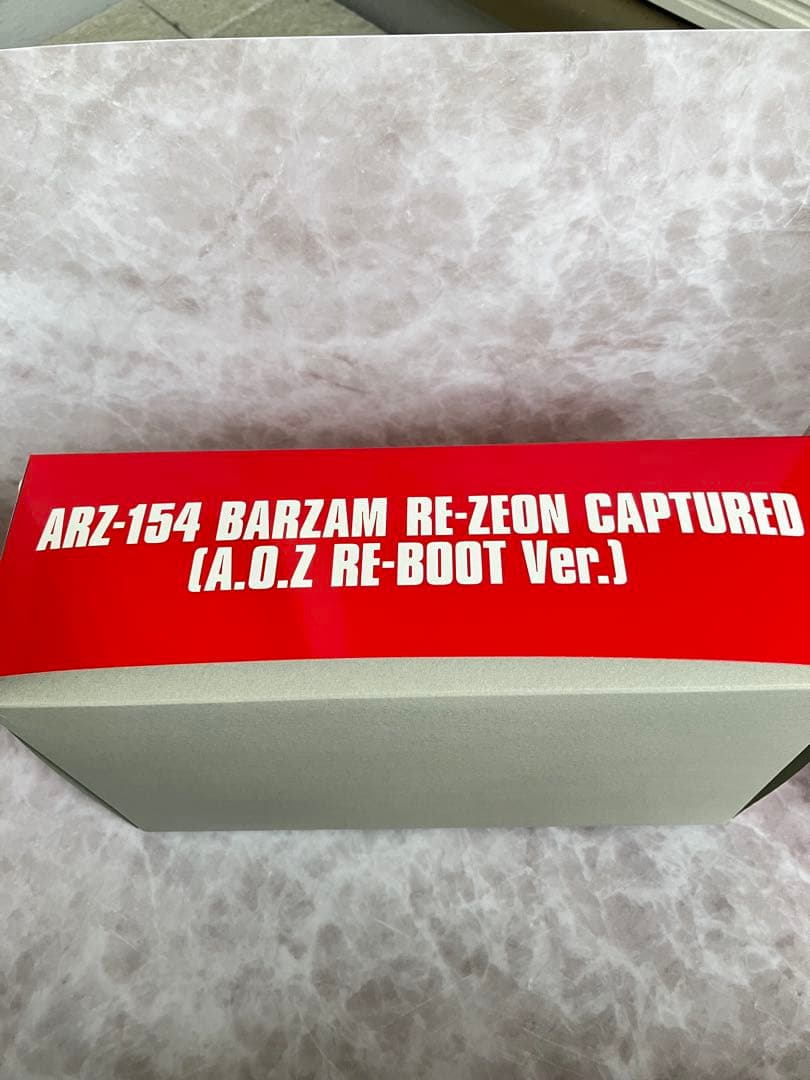 ARZ-154 BARZAM RE-ZEON CAPTURED
(A.O.Z RE-BOOT Ver.)